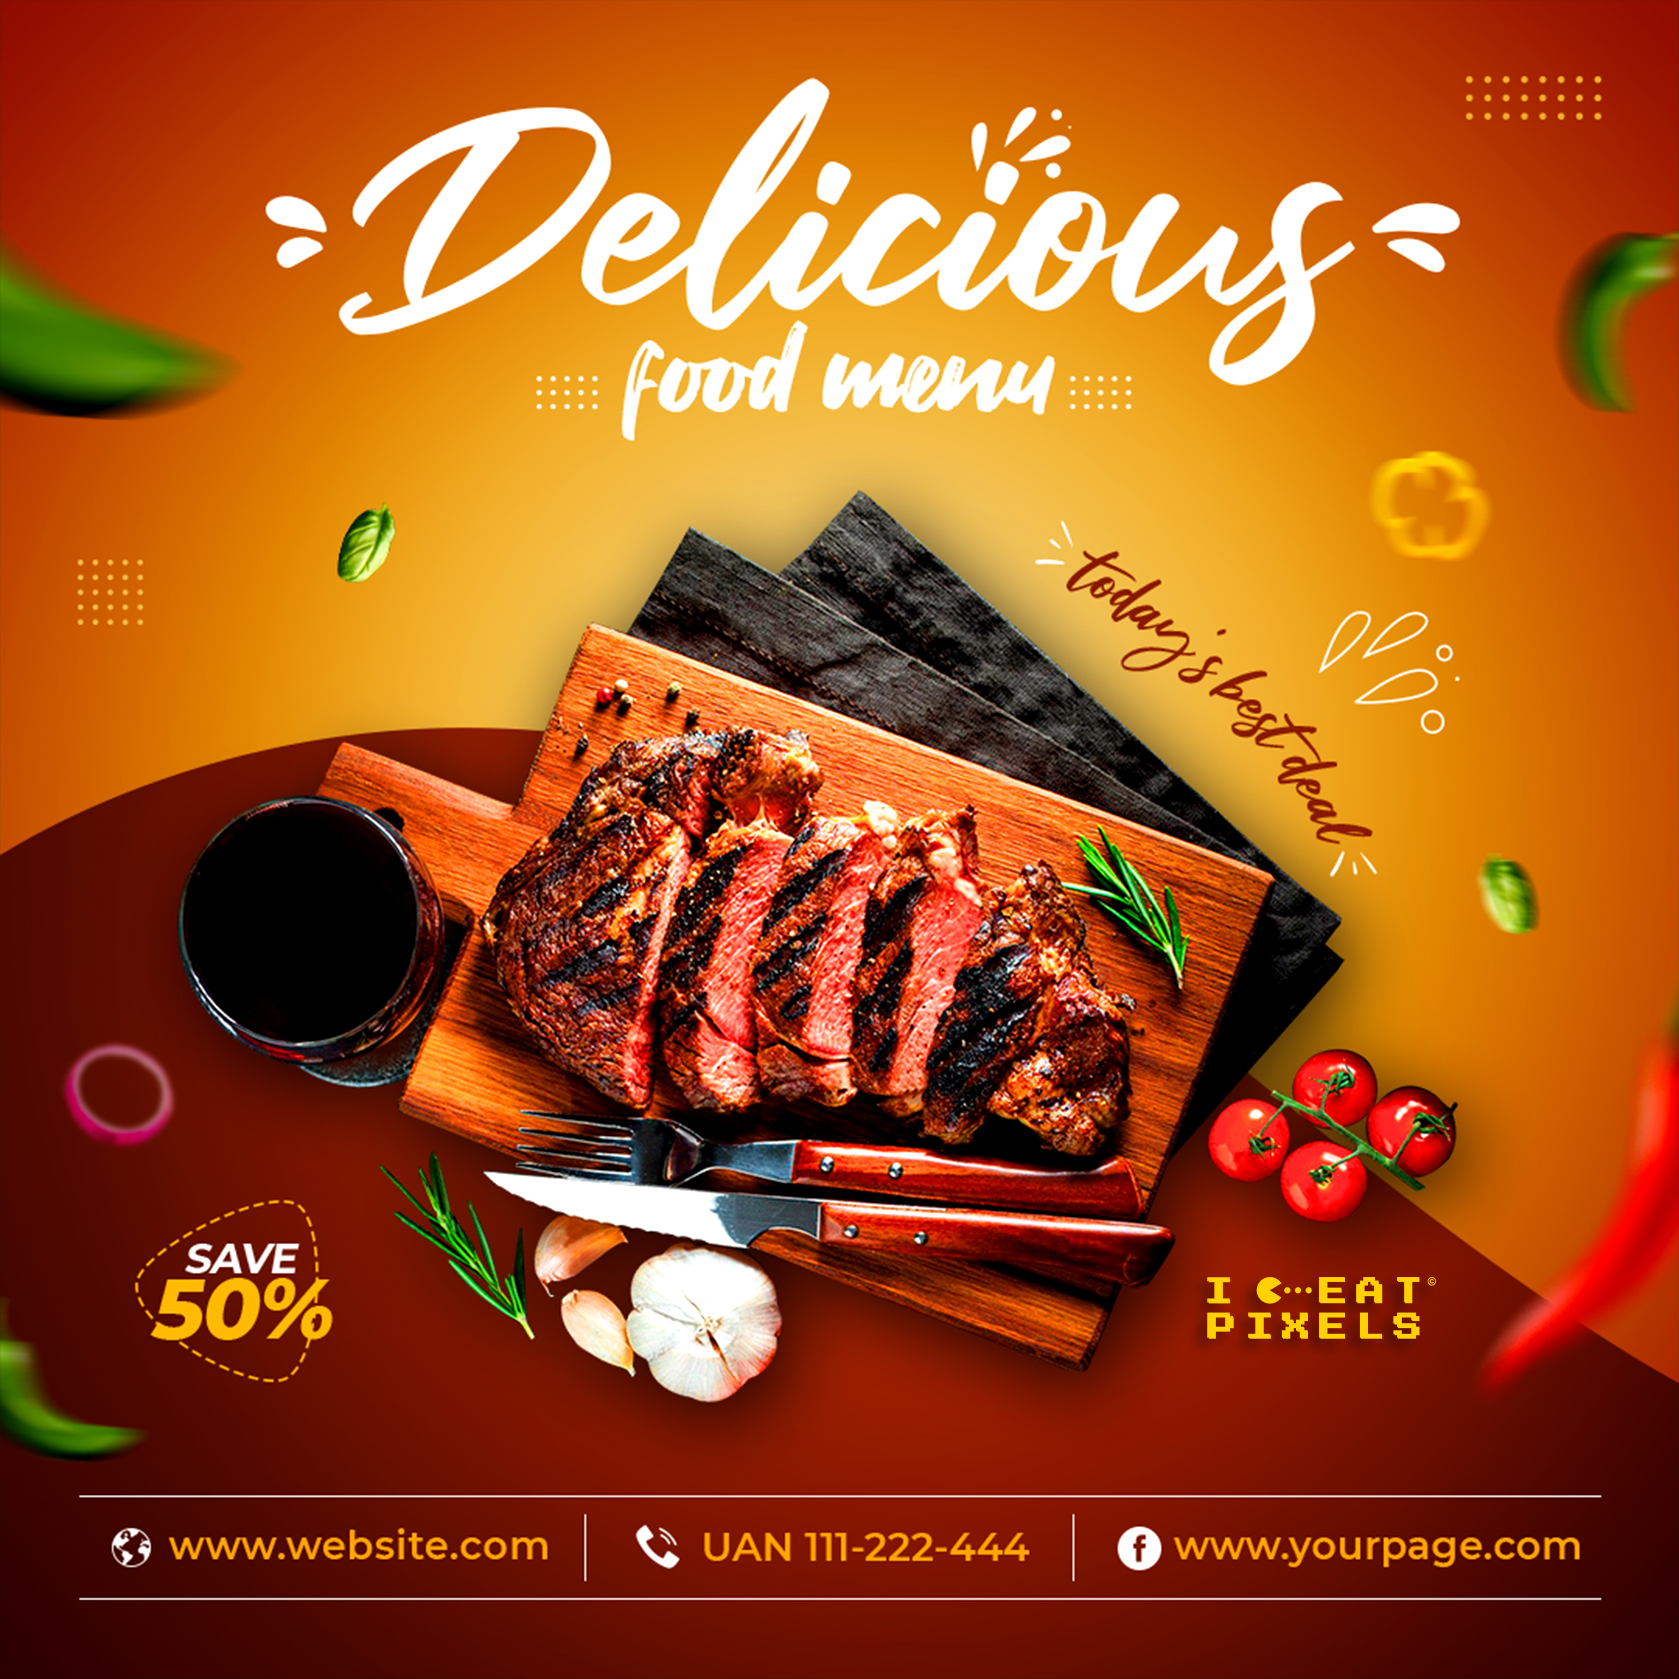 Delicious
food menu
today's best deal
SAVE
50%
I EAT©
PIXELS
www.website.com
UAN 111-222-444
www.yourpage.com